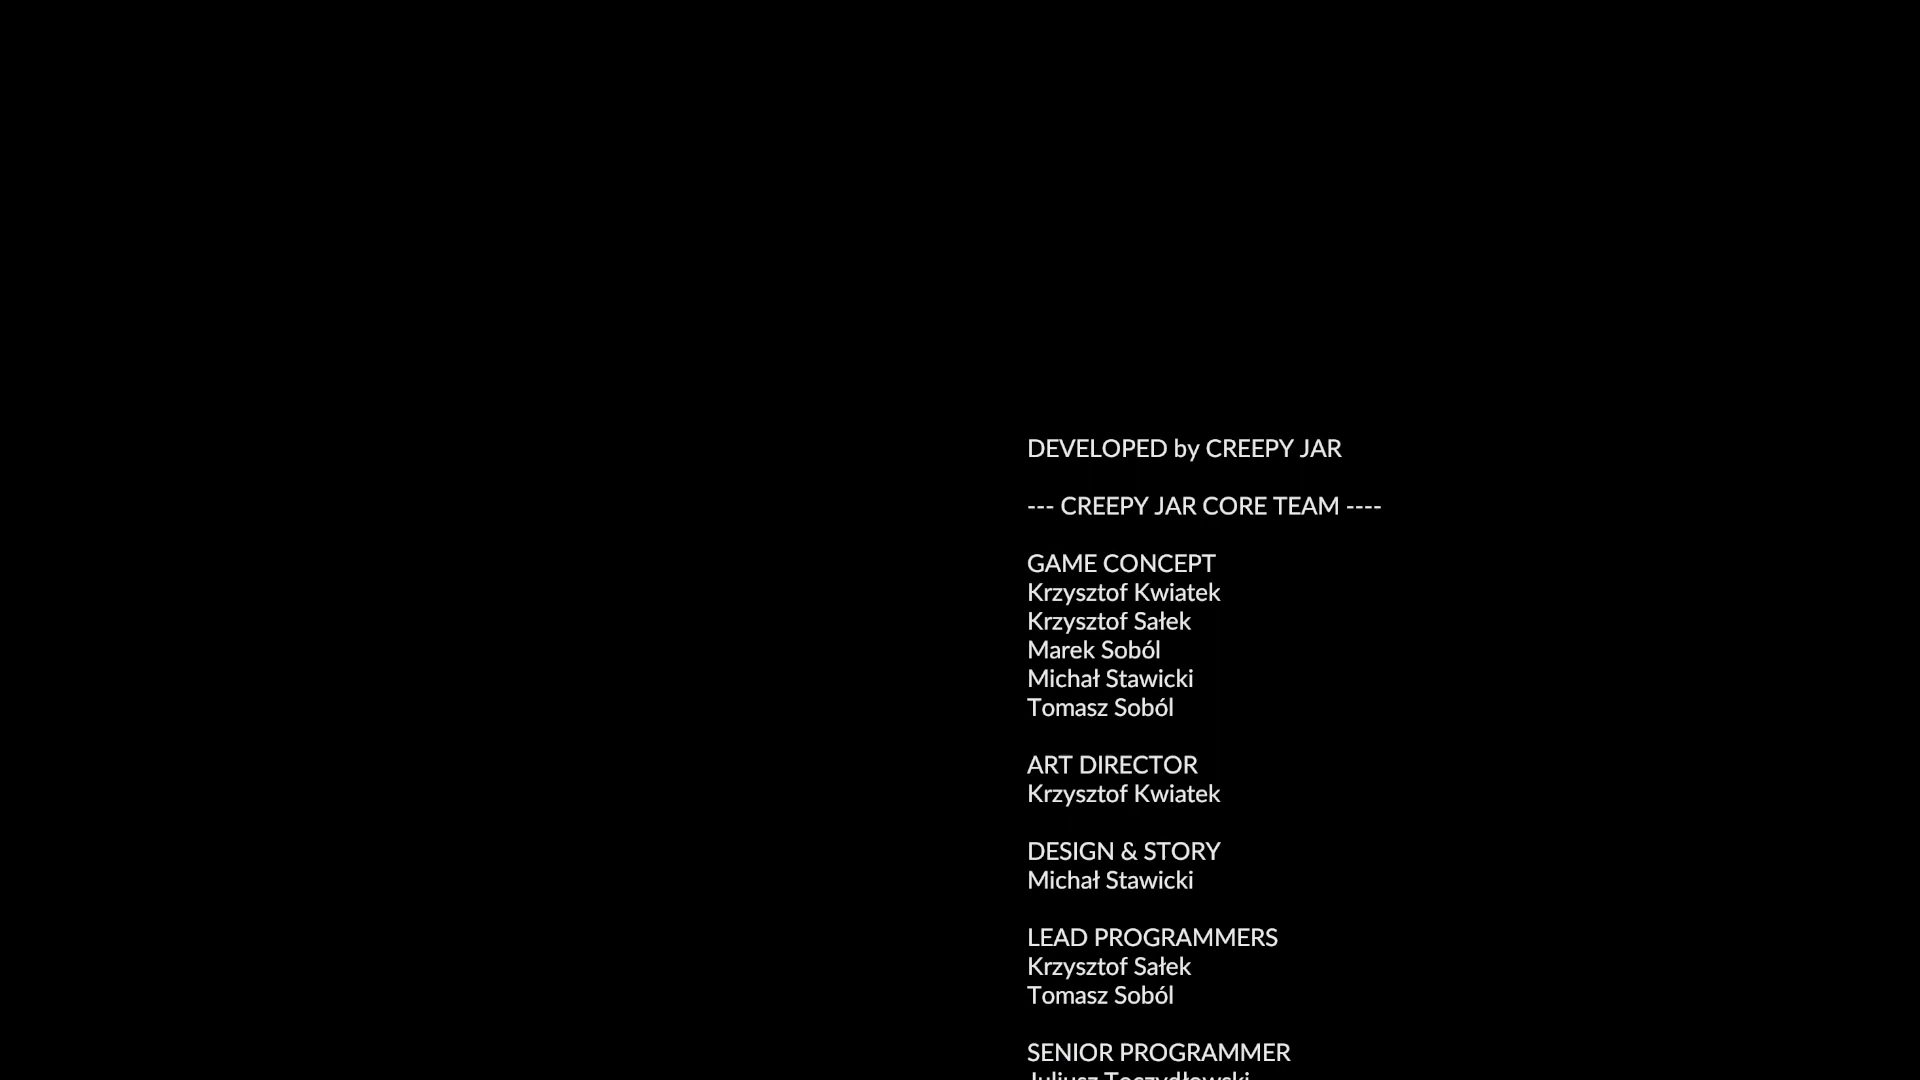 DEVELOPED by CREEPY JAR
--- CREEPY JAR CORE TEAM ----
GAME CONCEPT
Krzysztof Kwiatek
Krzysztof Sałek
Marek Soból
Michał Stawicki
Tomasz Soból
ART DIRECTOR
Krzysztof Kwiatek
DESIGN & STORY
Michał Stawicki
LEAD PROGRAMMERS
Krzysztof Sałek
Tomasz Soból
SENIOR PROGRAMMER